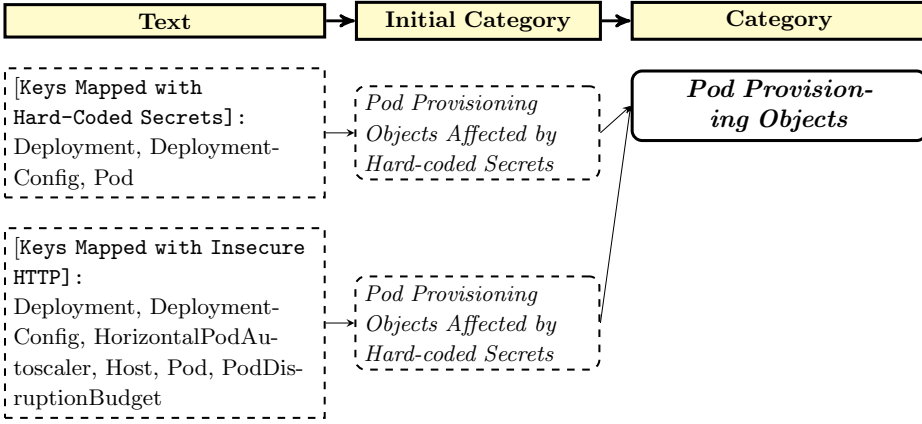 Text
Initial Category
Category
[Keys Mapped with
Hard-Coded Secrets]:
Deployment, Deployment-
Config, Pod
Pod Provisioning
Objects Affected by
Hard-coded Secrets
Pod Provision-
ing Objects
[Keys Mapped with Insecure
HTTP]:
Deployment, Deployment-
Config, HorizontalPodAu-
toscaler, Host, Pod, PodDis-
ruptionBudget
Pod Provisioning
Objects Affected by
Hard-coded Secrets